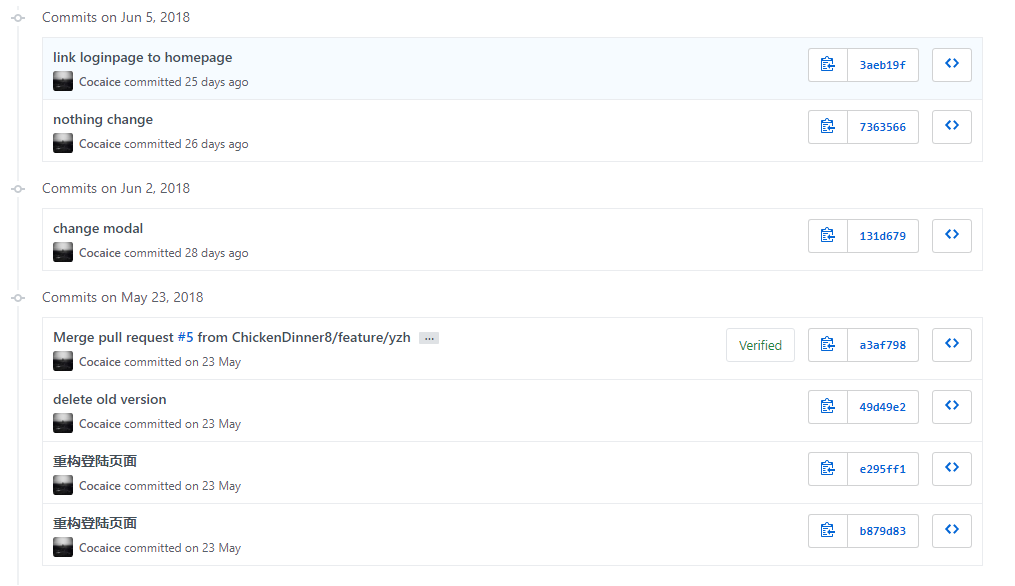 Commits on Jun 5, 2018
link loginpage to homepage
3aeb19f
Cocaice committed 25 days ago
nothing change
7363566
Cocaice committed 26 days ago
Commits on Jun 2, 2018
change modal
131d679
Cocaice committed 28 days ago
Commits on May 23, 2018
Merge pull request #5 from ChickenDinner8/feature/yzh ...
Verified
a3af798
Cocaice committed on 23 May
delete old version
49d49e2
Cocaice committed on 23 May
重构登陆页面
e295ff1
Cocaice committed on 23 May
重构登陆页面
b879d83
Cocaice committed on 23 May